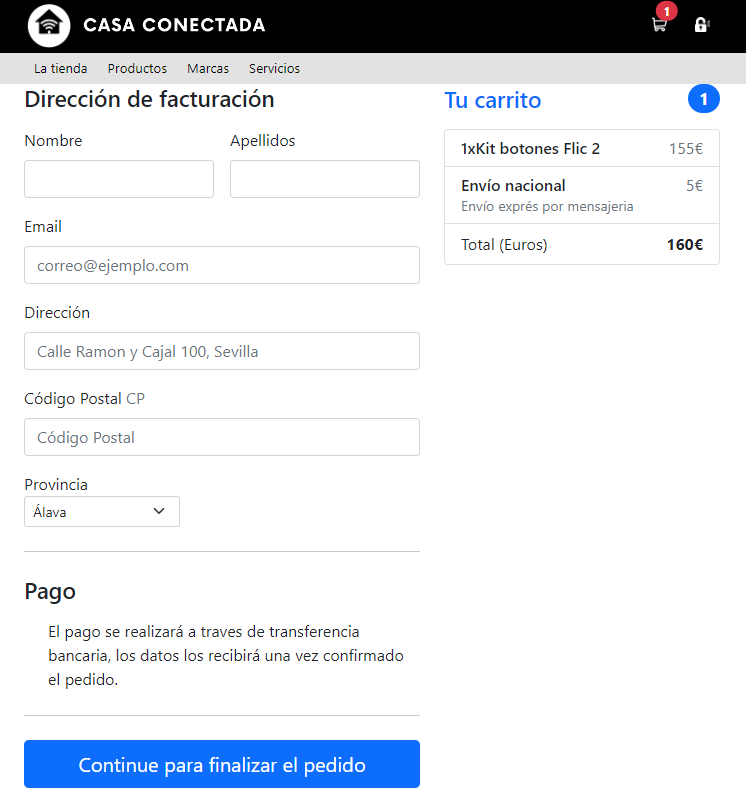 CASA CONECTADA
1
La tienda Productos Marcas Servicios
Dirección de facturación
Nombre Apellidos
Email
correo@ejemplo.com
Dirección
Calle Ramon y Cajal 100, Sevilla
Código Postal CP
Código Postal
Provincia
Álava
Pago
El pago se realizará a traves de transferencia
bancaria, los datos los recibirá una vez confirmado
el pedido.
Continue para finalizar el pedido
Tu carrito 1
1xKit botones Flic 2 155€
Envío nacional 5€
Envío exprés por mensajeria
Total (Euros) 160€